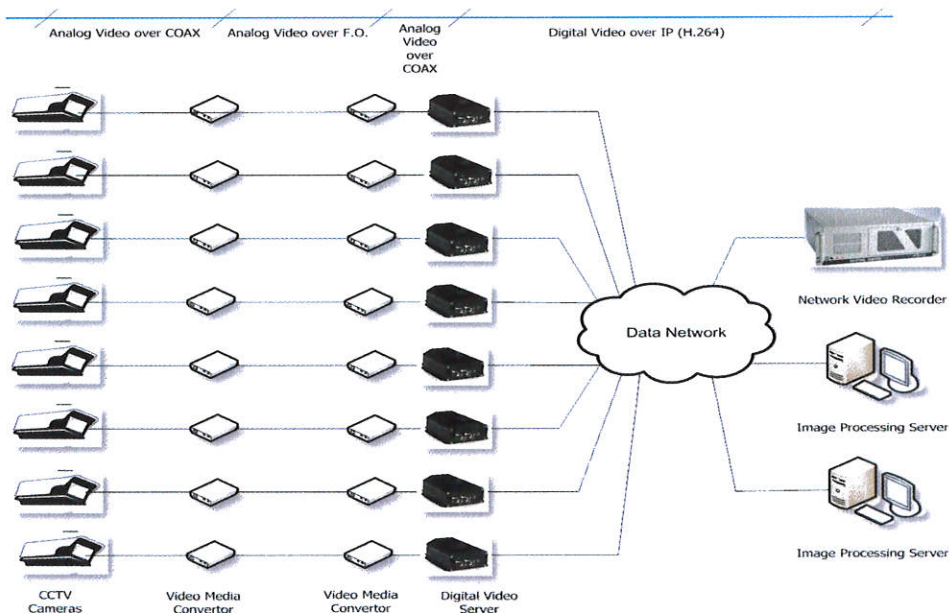 Analog Video over COAX
Analog Video over F.O.
Analog
Video
over
COAX
Digital Video over IP (H.264)
Data Network
Network Video Recorder
Image Processing Server
Image Processing Server
CCTV
Cameras
Video Media
Convertor
Video Media
Convertor
Digital Video
Server